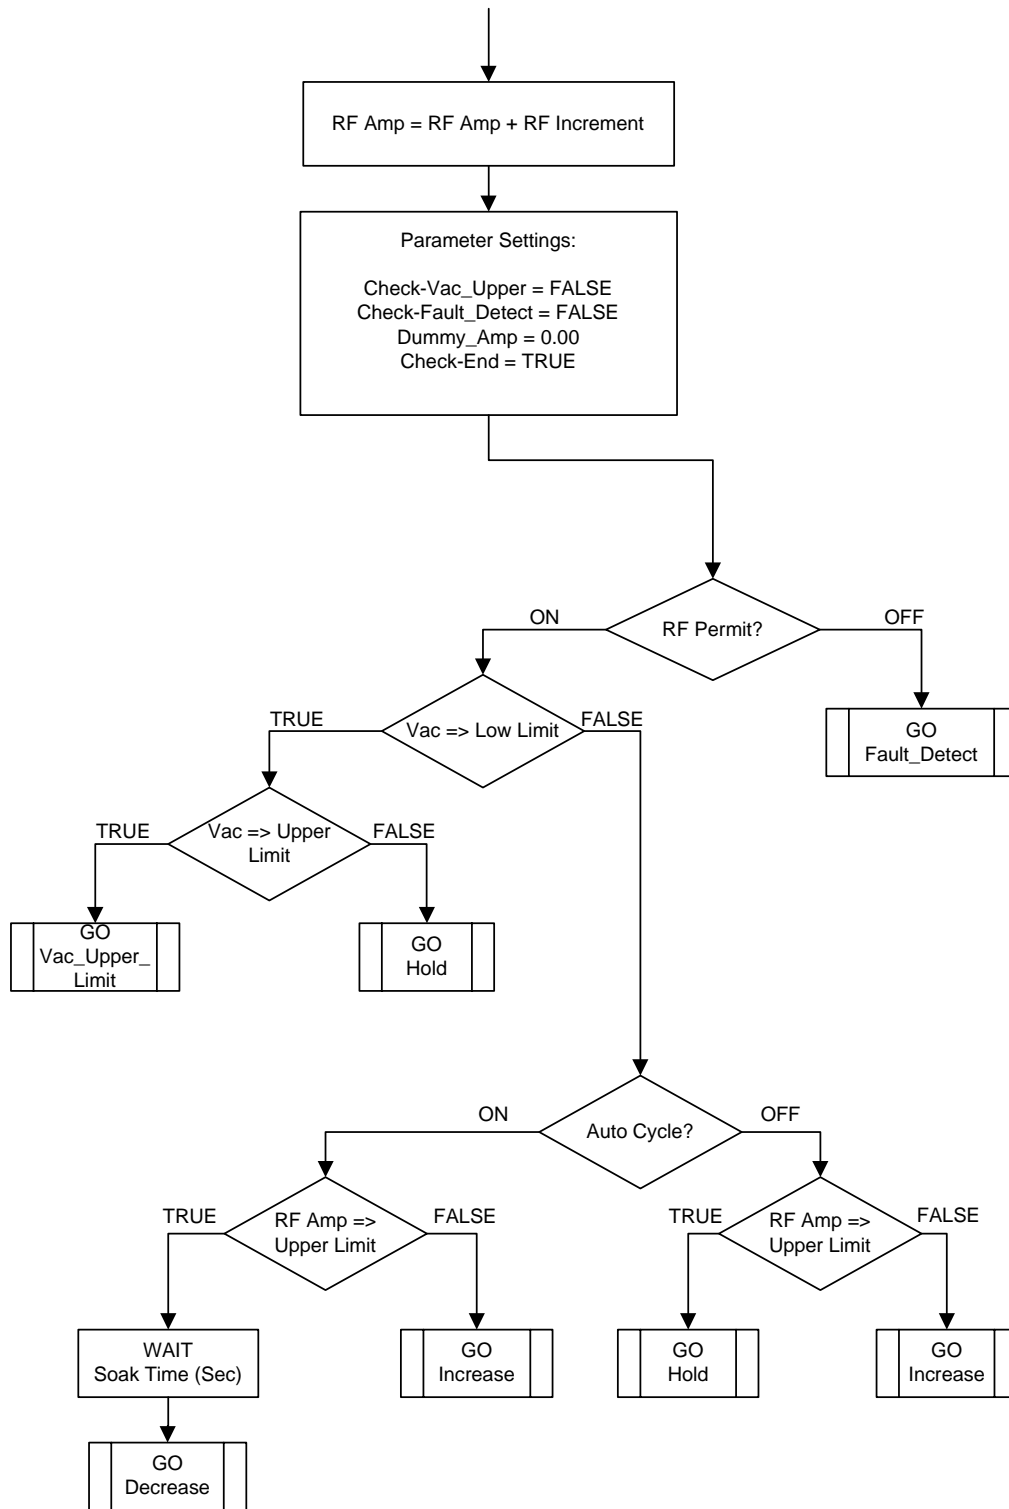 RF Amp = RF Amp + RF Increment
Parameter Settings:
Check-Vac_Upper = FALSE
Check-Fault_Detect = FALSE
Dummy_Amp = 0.00
Check-End = TRUE
RF Permit?
ON
OFF
GO
Fault_Detect
Vac => Low Limit
TRUE
FALSE
Vac => Upper
Limit
TRUE
FALSE
GO
Vac_Upper_
Limit
GO
Hold
Auto Cycle?
ON
OFF
RF Amp =>
Upper Limit
TRUE
FALSE
RF Amp =>
Upper Limit
TRUE
FALSE
WAIT
Soak Time (Sec)
GO
Increase
GO
Hold
GO
Increase
GO
Decrease